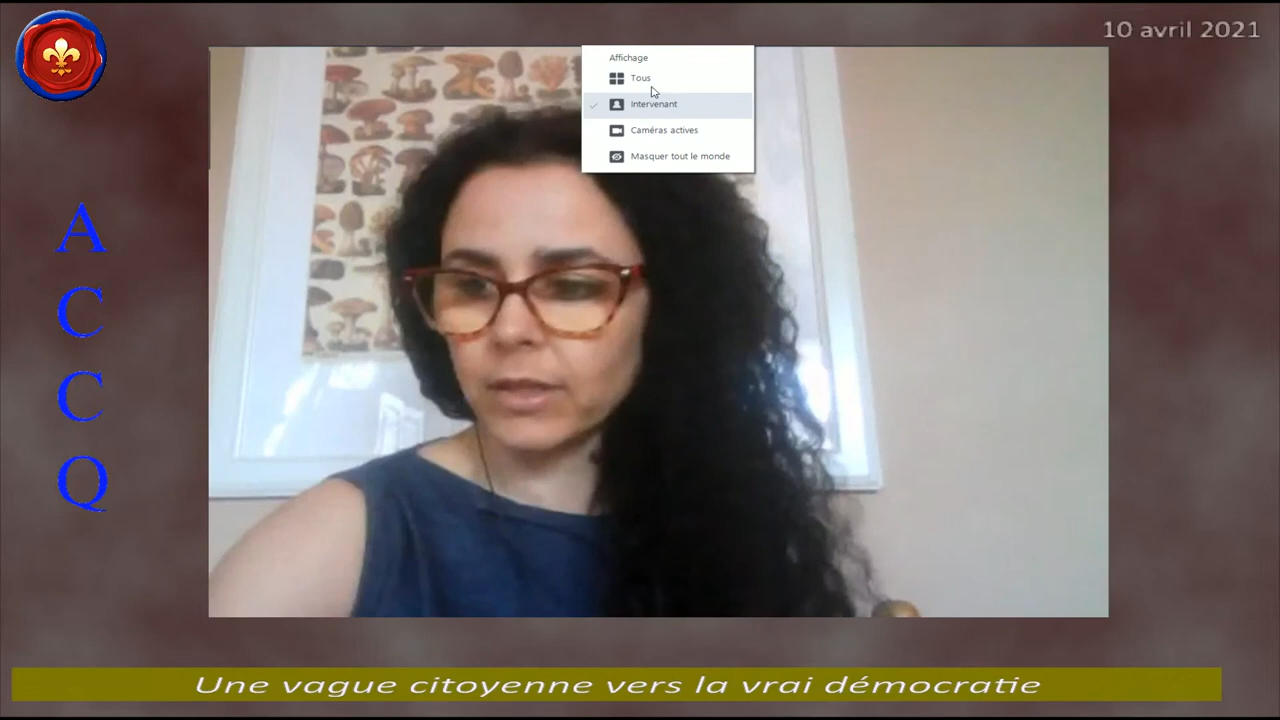 10 avril 2021
Affichage
Tous
Intervenant
Caméras actives
Masquer tout le monde
A
C
C
Q
Une vague citoyenne vers la vrai démocratie